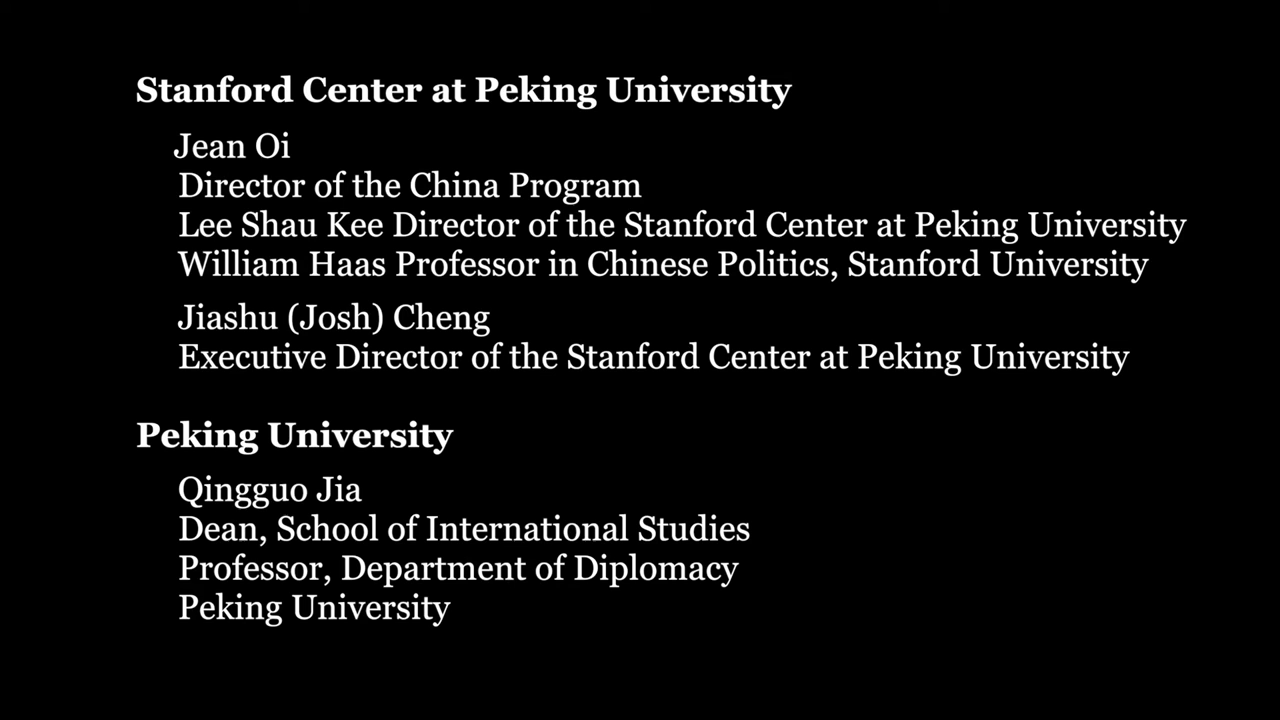 Stanford Center at Peking University
Jean Oi
Director of the China Program
Lee Shau Kee Director of the Stanford Center at Peking University
William Haas Professor in Chinese Politics, Stanford University
Jiashu (Josh) Cheng
Executive Director of the Stanford Center at Peking University
Peking University
Qingguo Jia
Dean, School of International Studies
Professor, Department of Diplomacy
Peking University